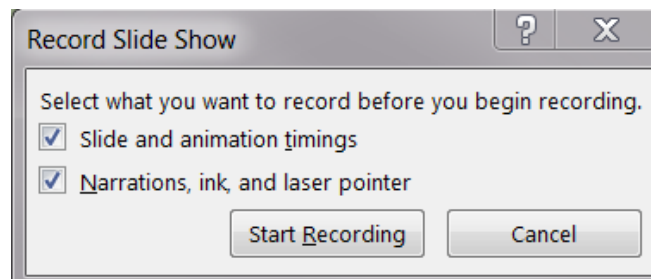 Record Slide Show
Select what you want to record before you begin recording.
Slide and animation timings
Narrations, ink, and laser pointer
Start Recording Cancel